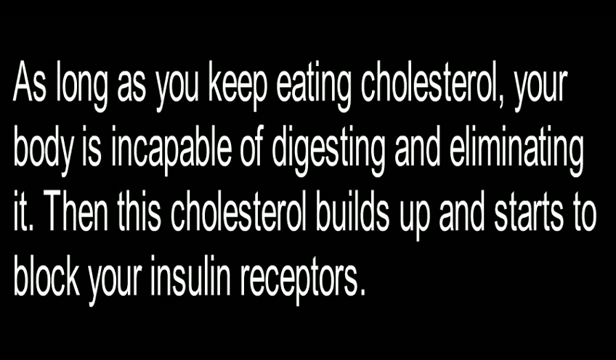 As long as you keep eating cholesterol, your
body is incapable of digesting and eliminating
it. Then this cholesterol builds up and starts to
block your insulin receptors.